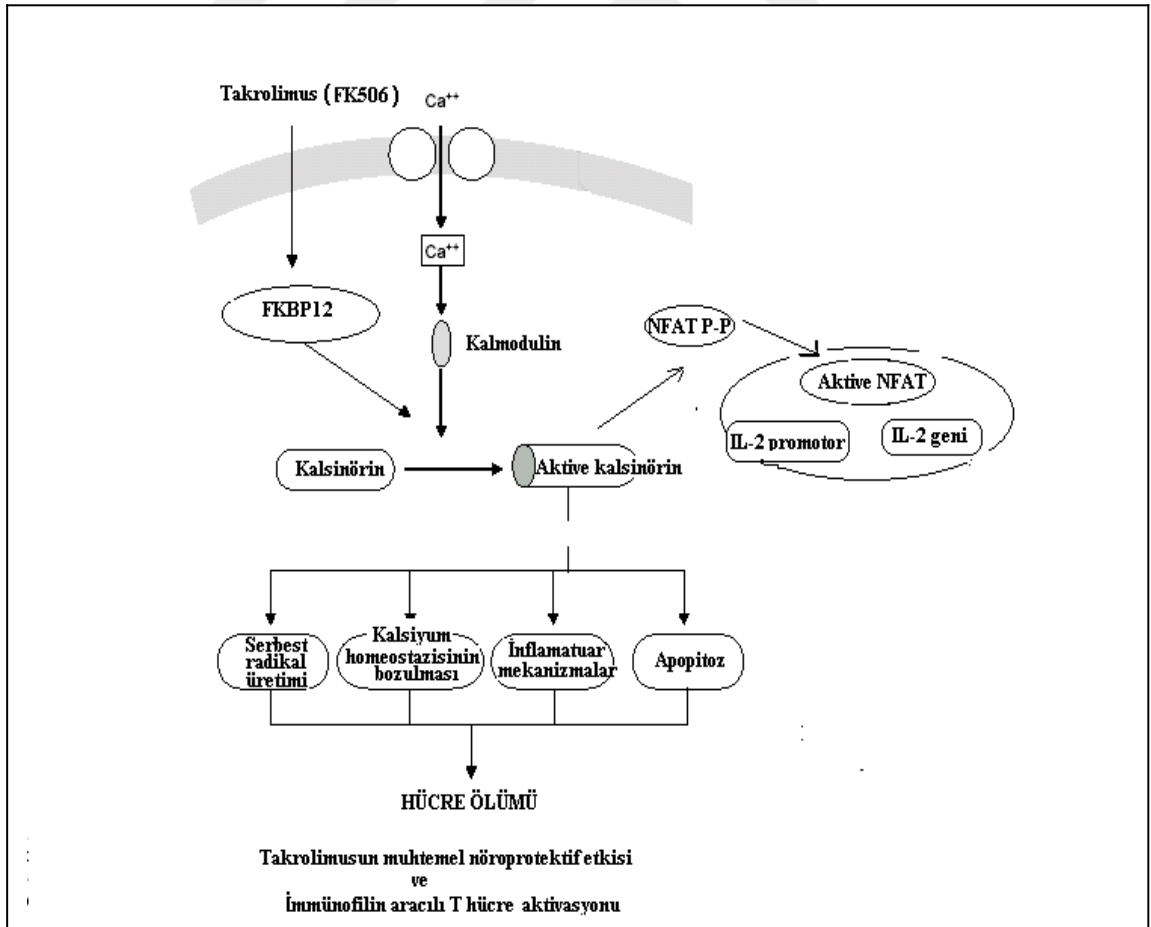 Takrolimus (FK506)
Ca++
Ca++
FKBP12
Kalmodulin
NFAT P-P
Aktive NFAT
IL-2 promotor
IL-2 geni
Kalsinörin
Aktive kalsinörin
Serbest
radikal
üretimi
Kalsiyum
homeostazisinin
bozulması
İnflamatuar
mekanizmalar
Apopitoz
HÜCRE ÖLÜMÜ
Takrolimusun muhtemel nöroprotektif etkisi
ve
İmmünofilin aracılı T hücre aktivasyonu